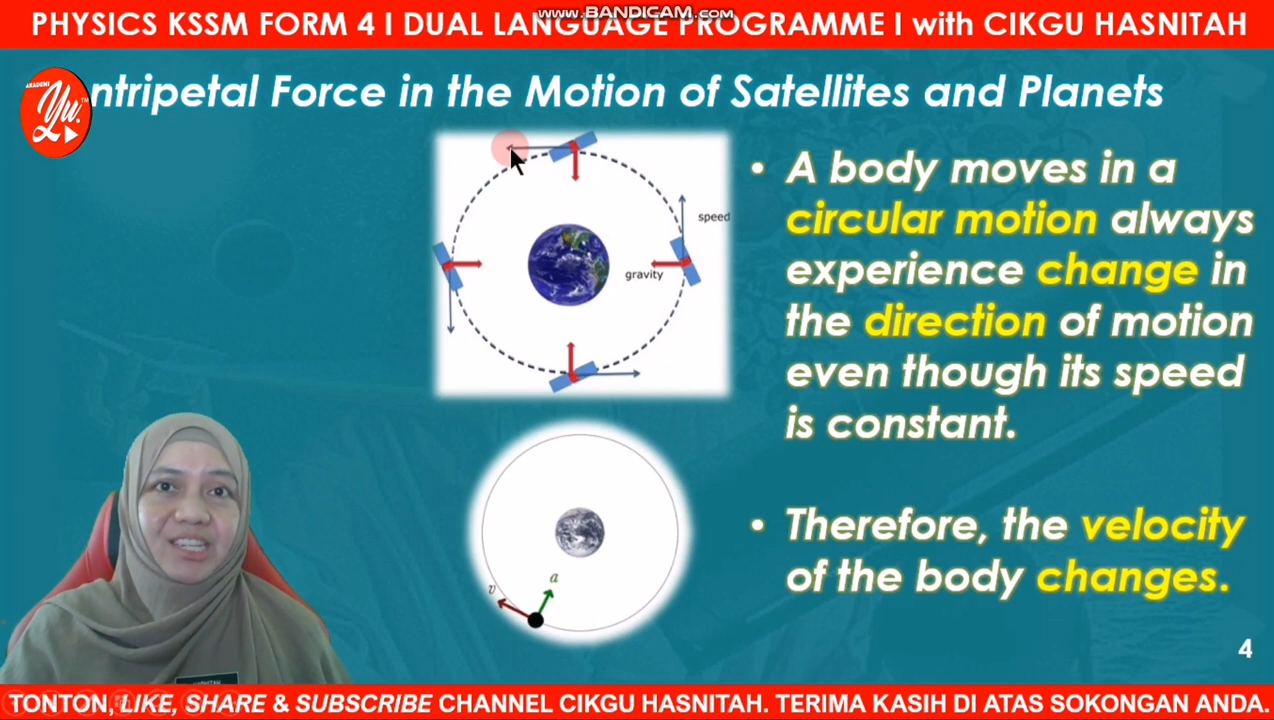 www.BANDICAM.com
PHYSICS KSSM FORM 4 I DUAL LANGUAGE PROGRAMME I with CIKGU HASNITAH
AKADEMI
Yu.
TM
ntripetal Force in the Motion of Satellites and Planets
speed
gravity
• A body moves in a
circular motion always
experience change in
the direction of motion
even though its speed
is constant.
a
v
• Therefore, the velocity
of the body changes.
4
TONTON, LIKE, SHARE & SUBSCRIBE CHANNEL CIKGU HASNITAH. TERIMA KASIH DI ATAS SOKONGAN ANDA.